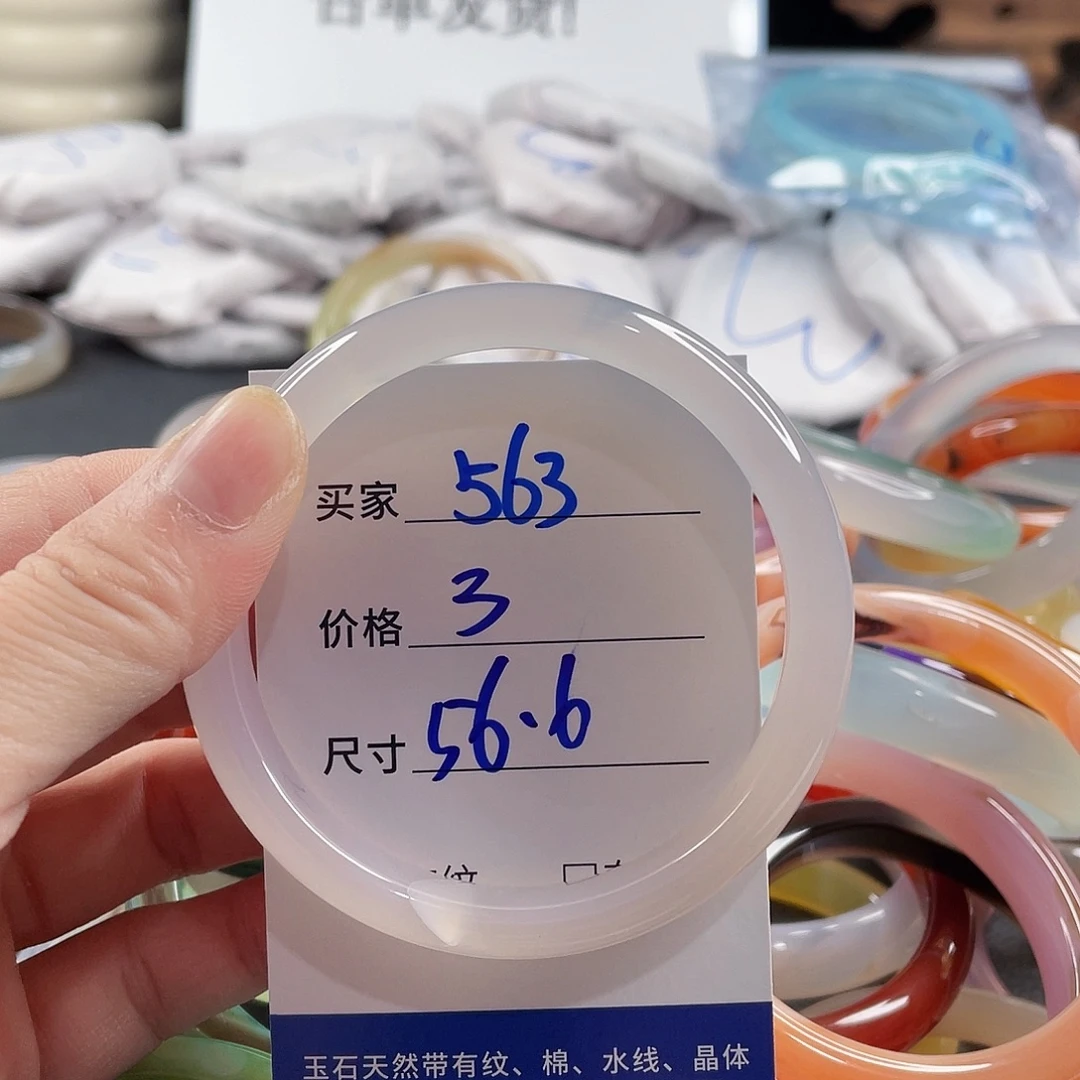 买家 563
价格 3
尺寸 56.6
纹
玉石天然带有纹、棉、水线、晶体